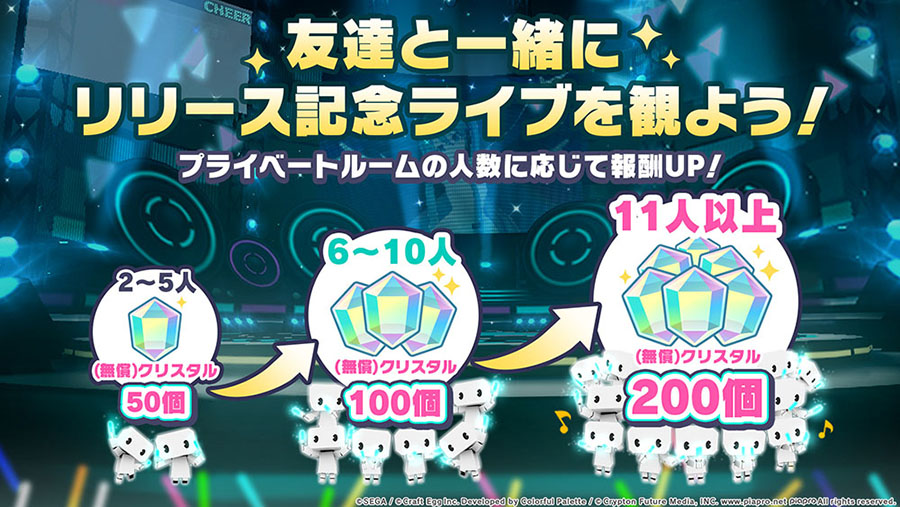 CHEER
友達と一緒に
リリース記念ライブを観よう!
プライベートルームの人数に応じて報酬UP!
2~5人
(無償)クリスタル
50個
6~10人
(無償)クリスタル
100個
11人以上
(無償)クリスタル
200個
©SEGA / ©Craft Egg Inc. Developed by Colorful Palette / ©Crypton Future Media, INC. www.piapro.net piapro All rights reserved.